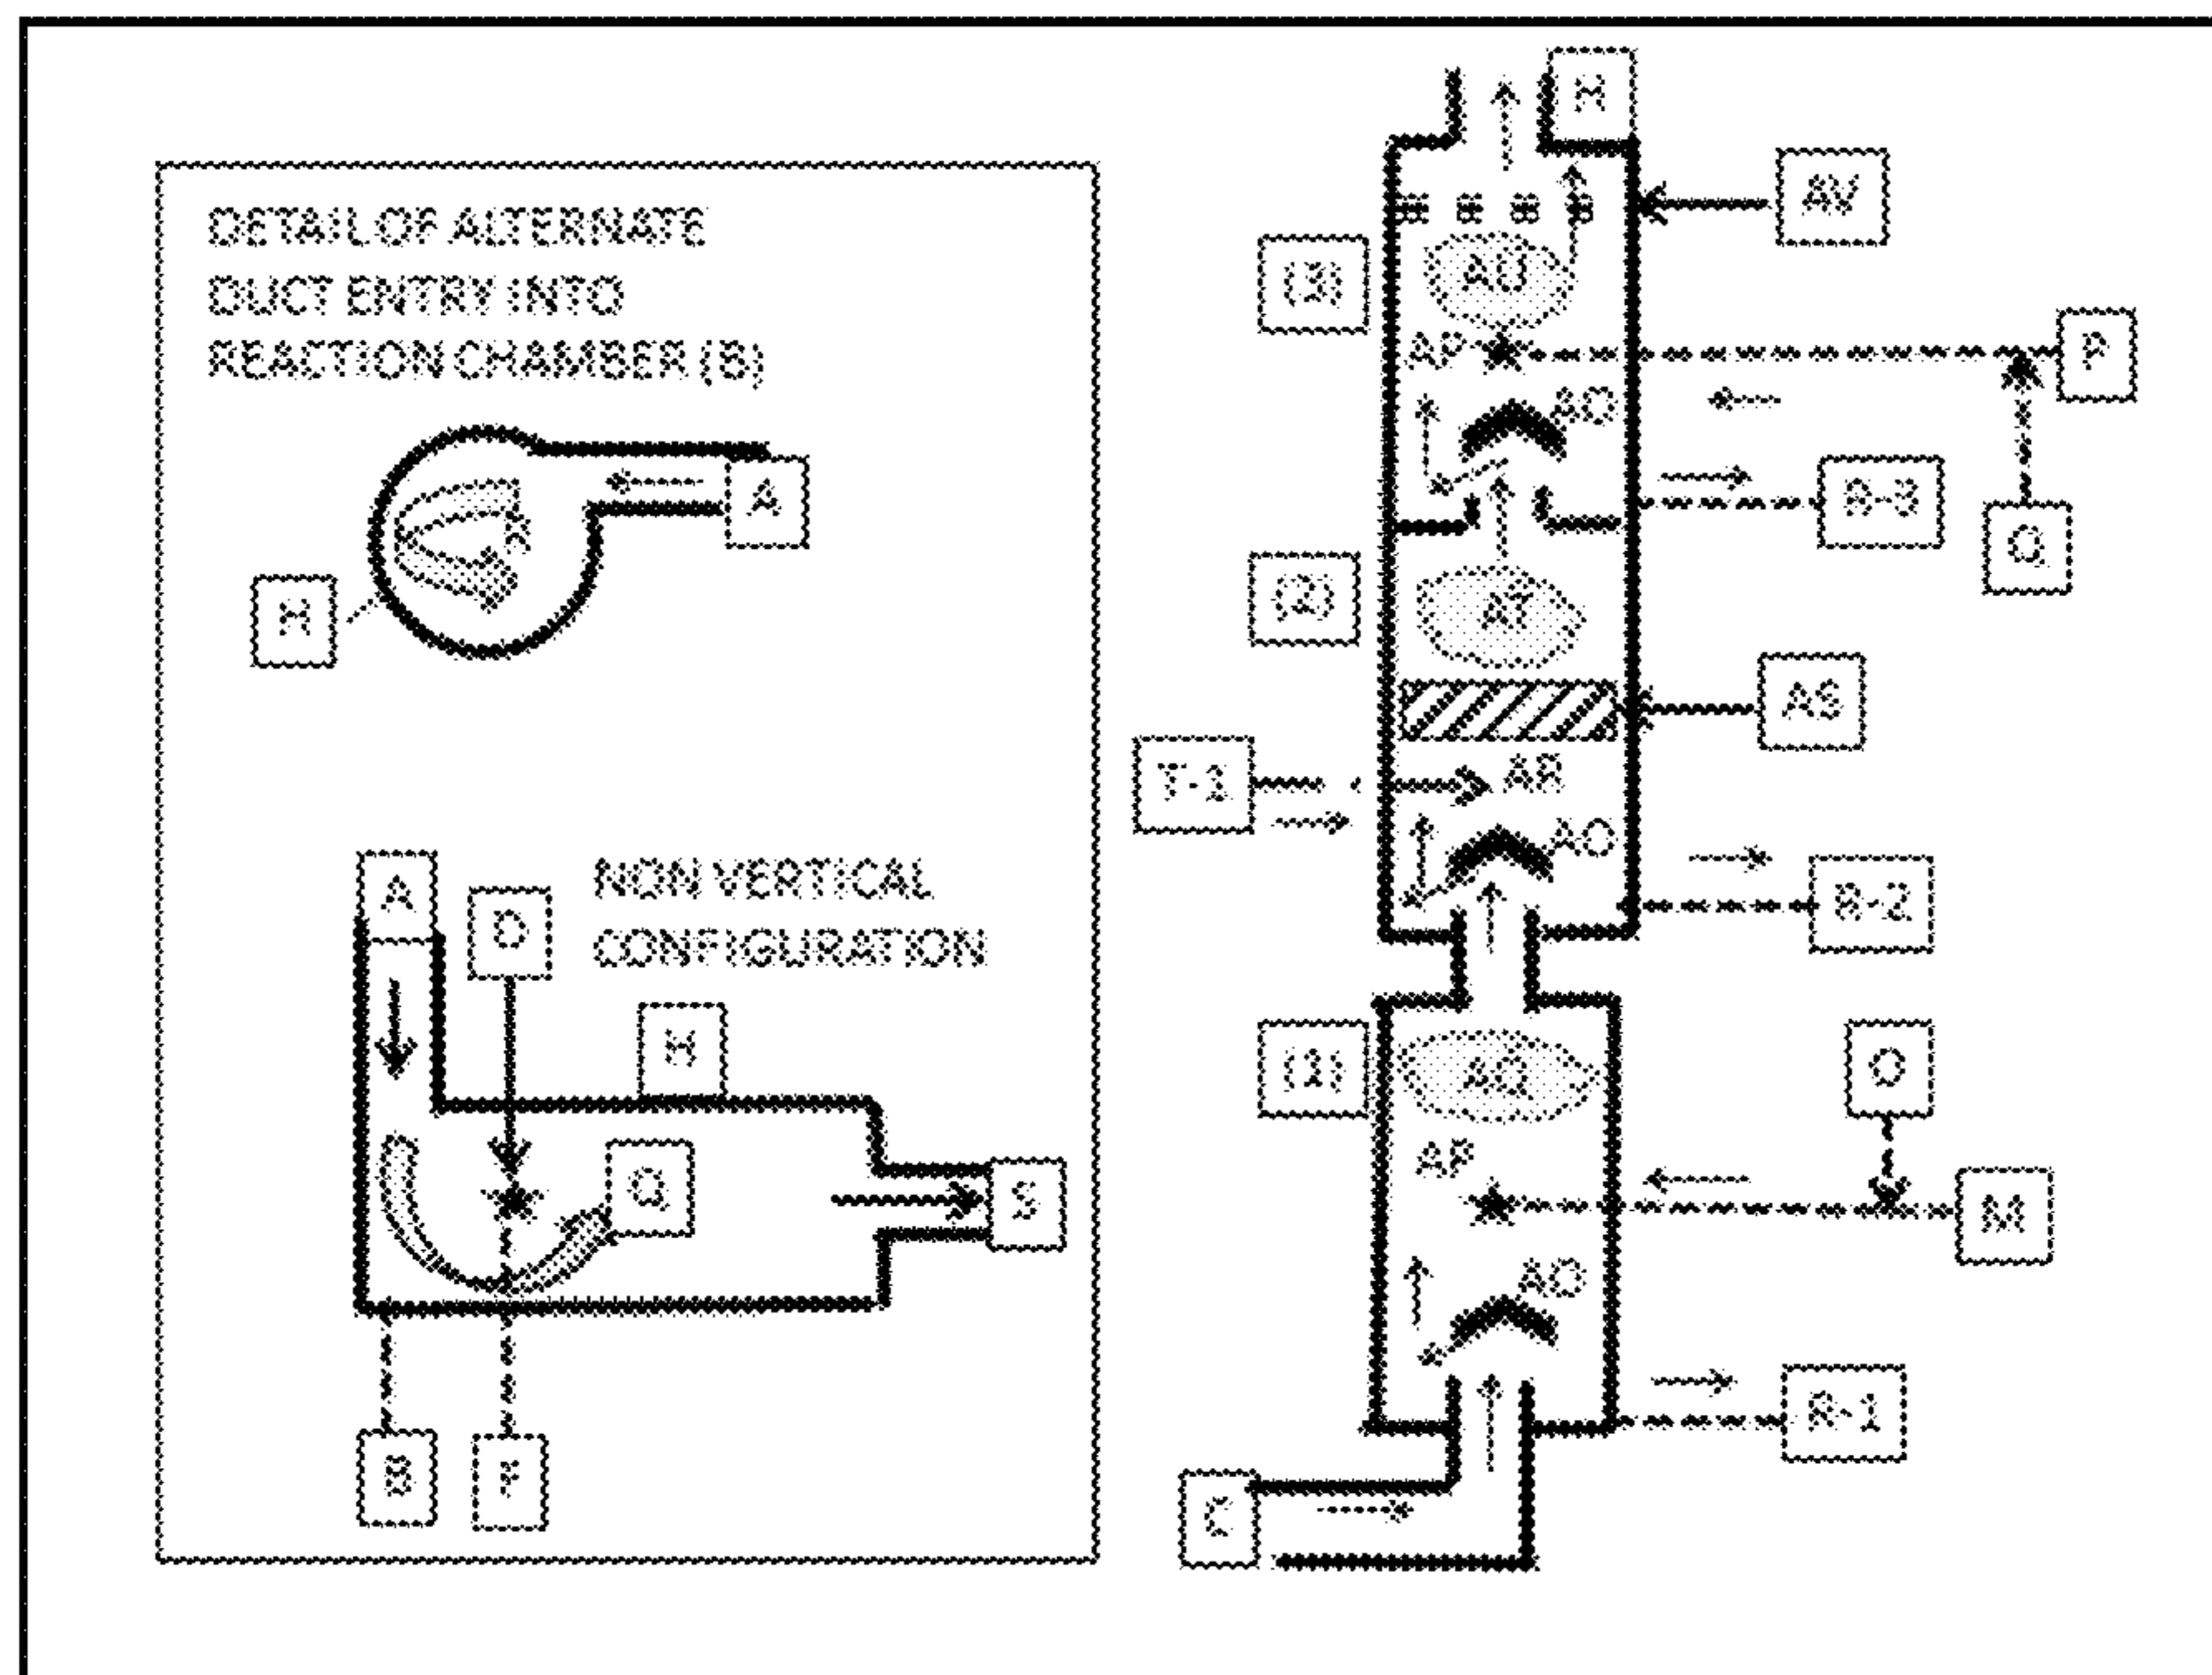 DETAIL OF ALTERNATE
DUCT ENTRY INTO
REACTION CHAMBER (B)
A
H
A
D
NON VERTICAL
CONFIGURATION
H
Q
S
B
F
H
AV
(3)
AU
AP
P
AO
R-3
Q
(2)
AT
AS
T-1
AR
AO
R-2
(1)
AQ
O
AP
M
AO
R-1
C